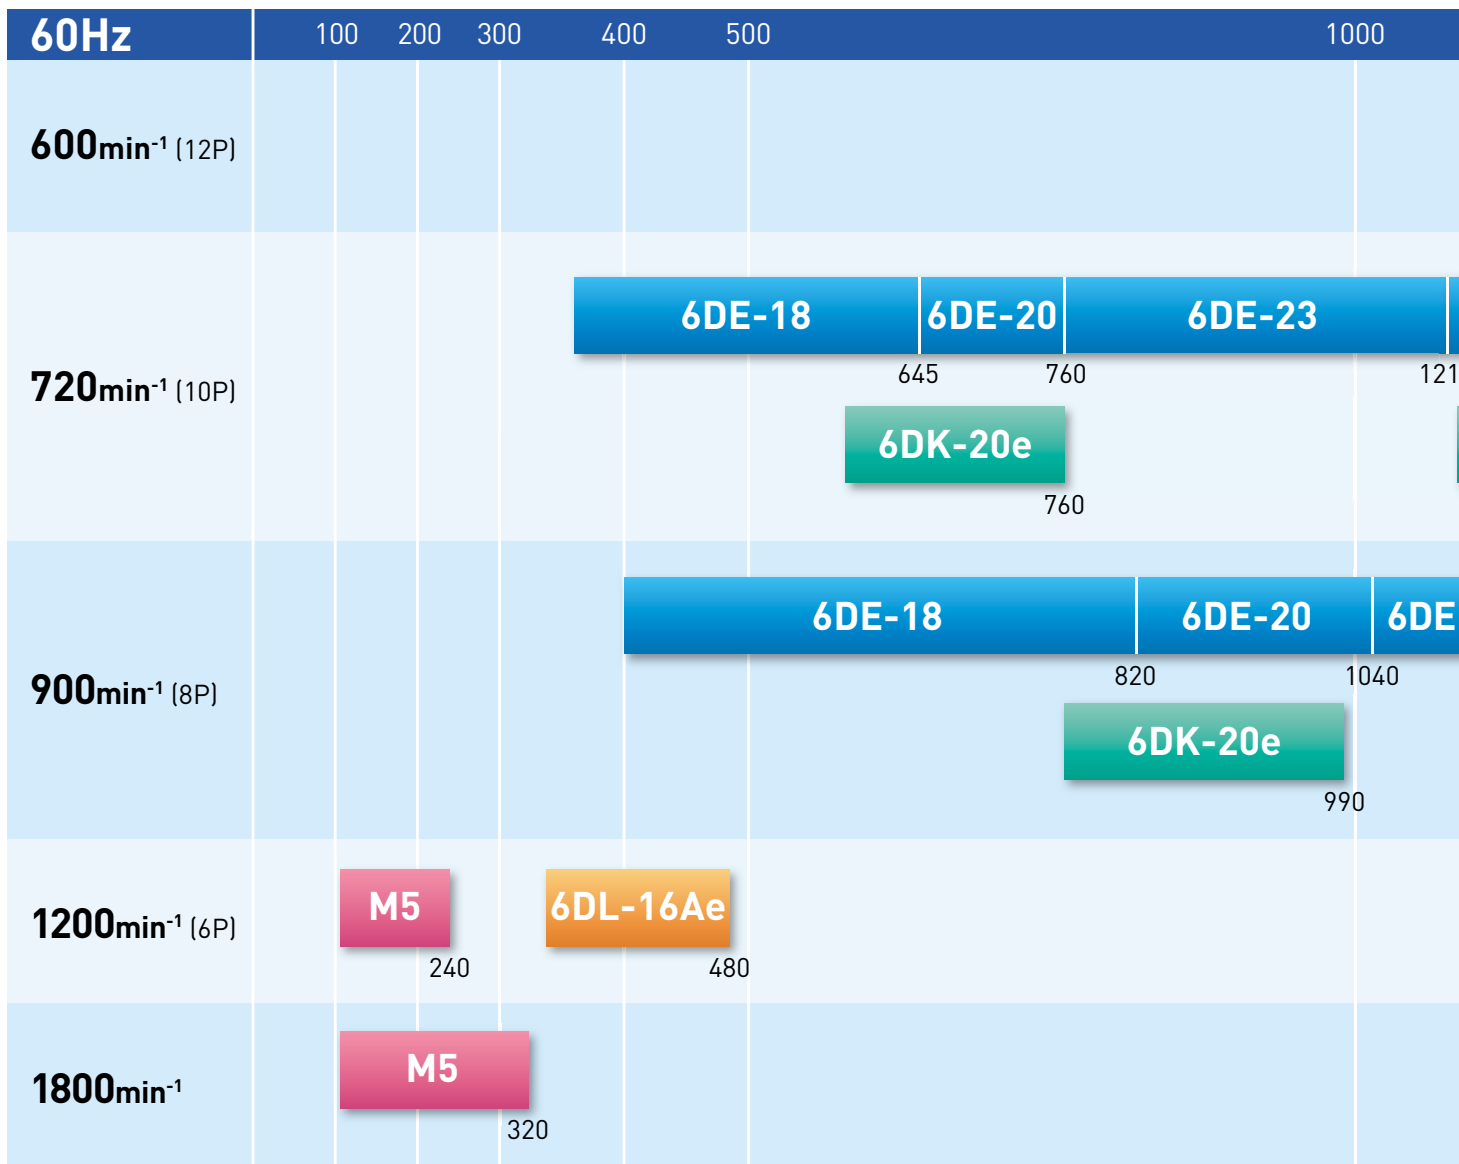 60Hz 100 200 300 400 500 1000
600min⁻¹ (12P)
6DE-18 6DE-20 6DE-23
645 760 121
720min⁻¹ (10P)
6DK-20e
760
6DE-18 6DE-20 6DE
820 1040
900min⁻¹ (8P)
6DK-20e
990
1200min⁻¹ (6P) M5 6DL-16Ae
240 480
1800min⁻¹ M5
320